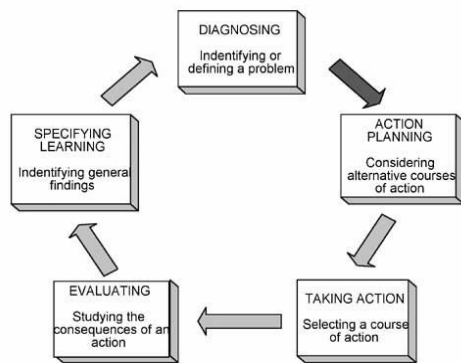 DIAGNOSING
Indentifying or
defining a problem
ACTION
PLANNING
Considering
alternative courses
of action
TAKING ACTION
Selecting a course
of action
EVALUATING
Studying the
consequences of an
action
SPECIFYING
LEARNING
Indentifying general
findings